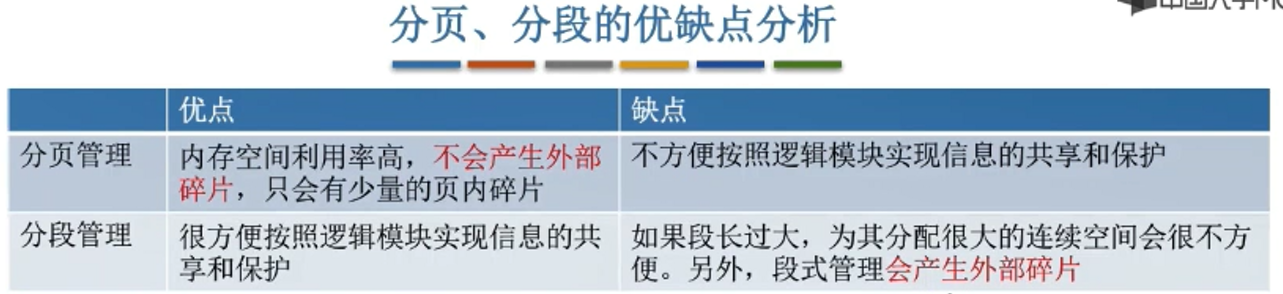 分页、分段的优缺点分析
优点
缺点
分页管理
内存空间利用率高，不会产生外部
碎片，只会有少量的页内碎片
不方便按照逻辑模块实现信息的共享和保护
分段管理
很方便按照逻辑模块实现信息的共
享和保护
如果段长过大，为其分配很大的连续空间会很不方
便。另外，段式管理会产生外部碎片